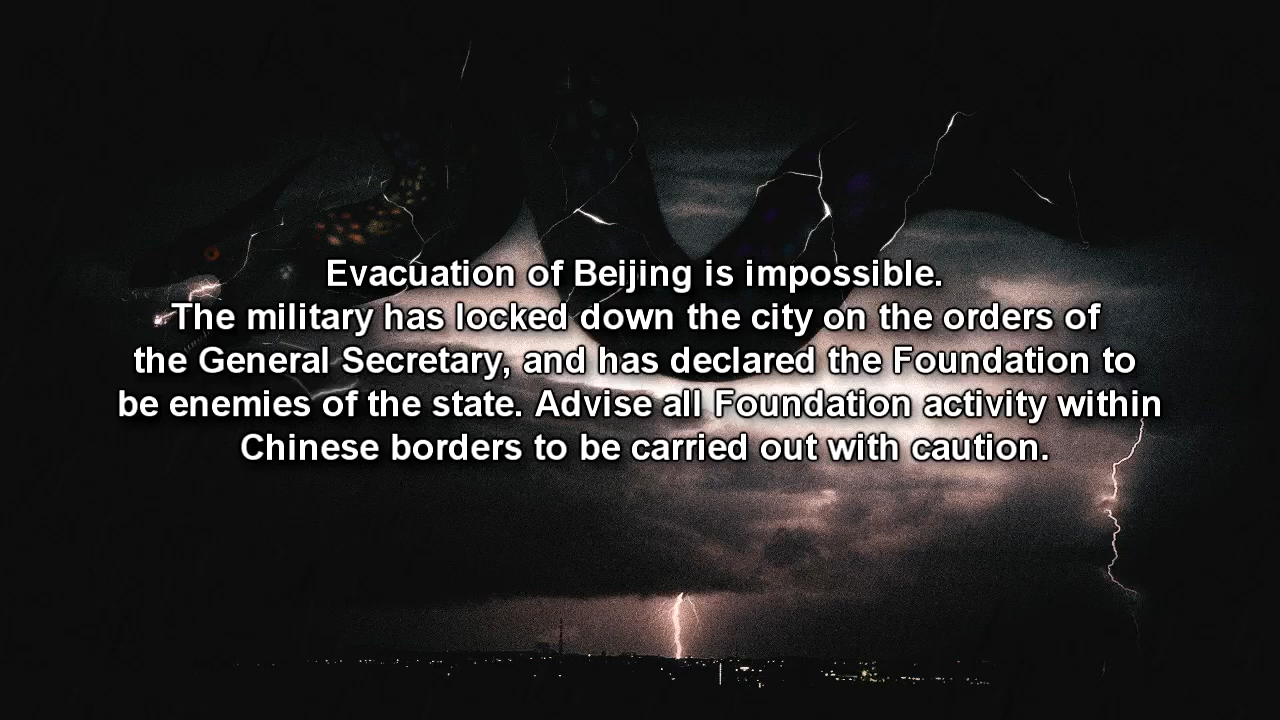 Evacuation of Beijing is impossible.
The military has locked down the city on the orders of
the General Secretary, and has declared the Foundation to
be enemies of the state. Advise all Foundation activity within
Chinese borders to be carried out with caution.